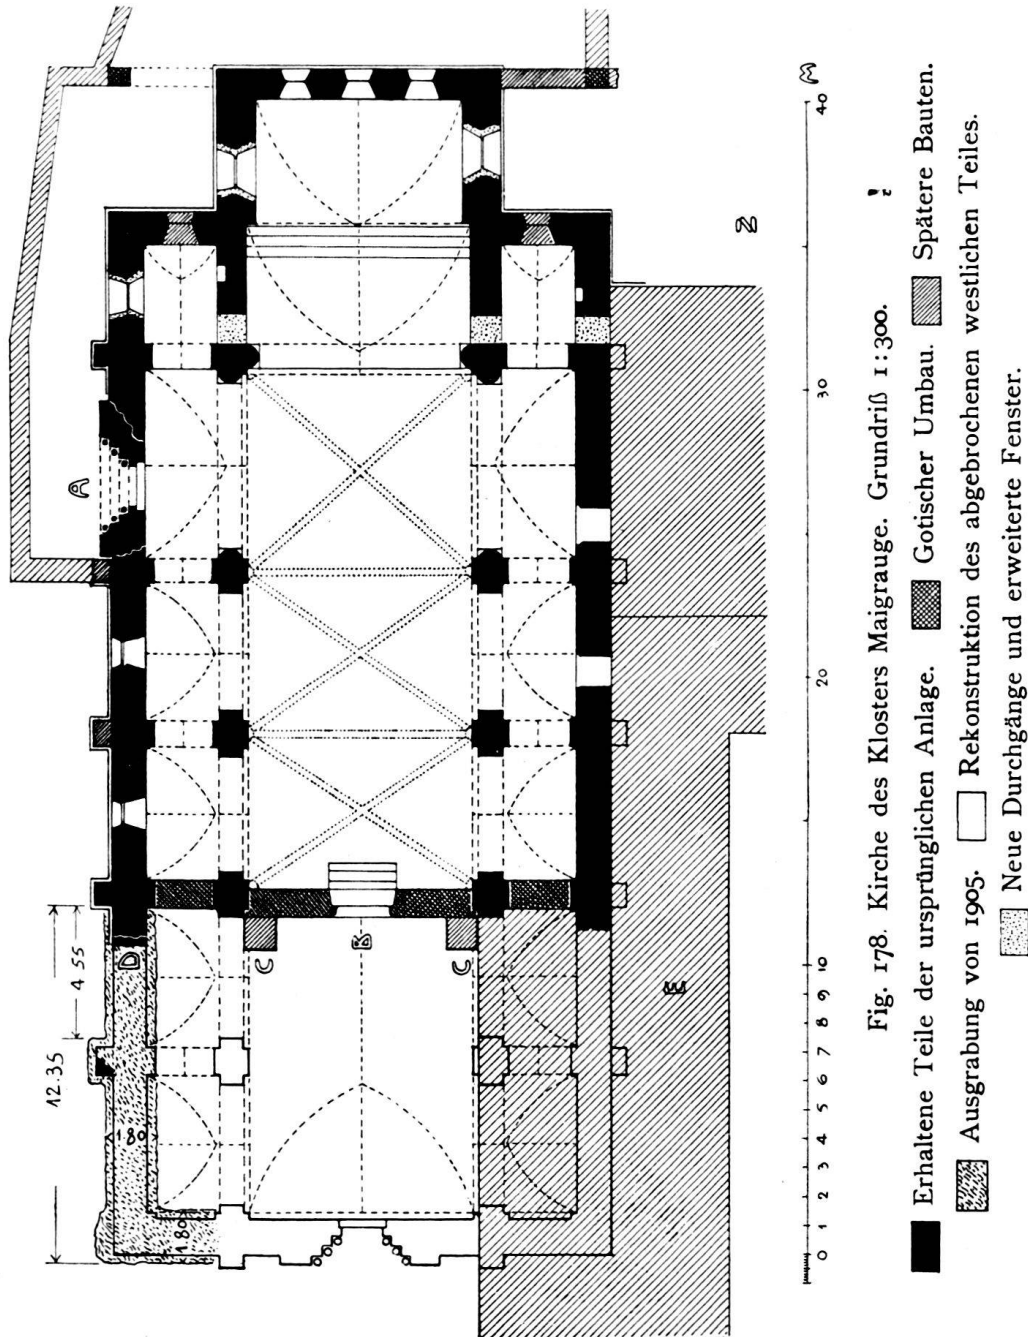 A
D
B
C
C
E
Z
12.35
4 55
1 80
1.80
0 1 2 3 4 5 6 7 8 9 10 20 30 40 M
Fig. 178. Kirche des Klosters Maigrauge. Grundriß 1:300.
Erhaltene Teile der ursprünglichen Anlage. Gotischer Umbau. Spätere Bauten.
Ausgrabung von 1905. Rekonstruktion des abgebrochenen westlichen Teiles.
Neue Durchgänge und erweiterte Fenster.